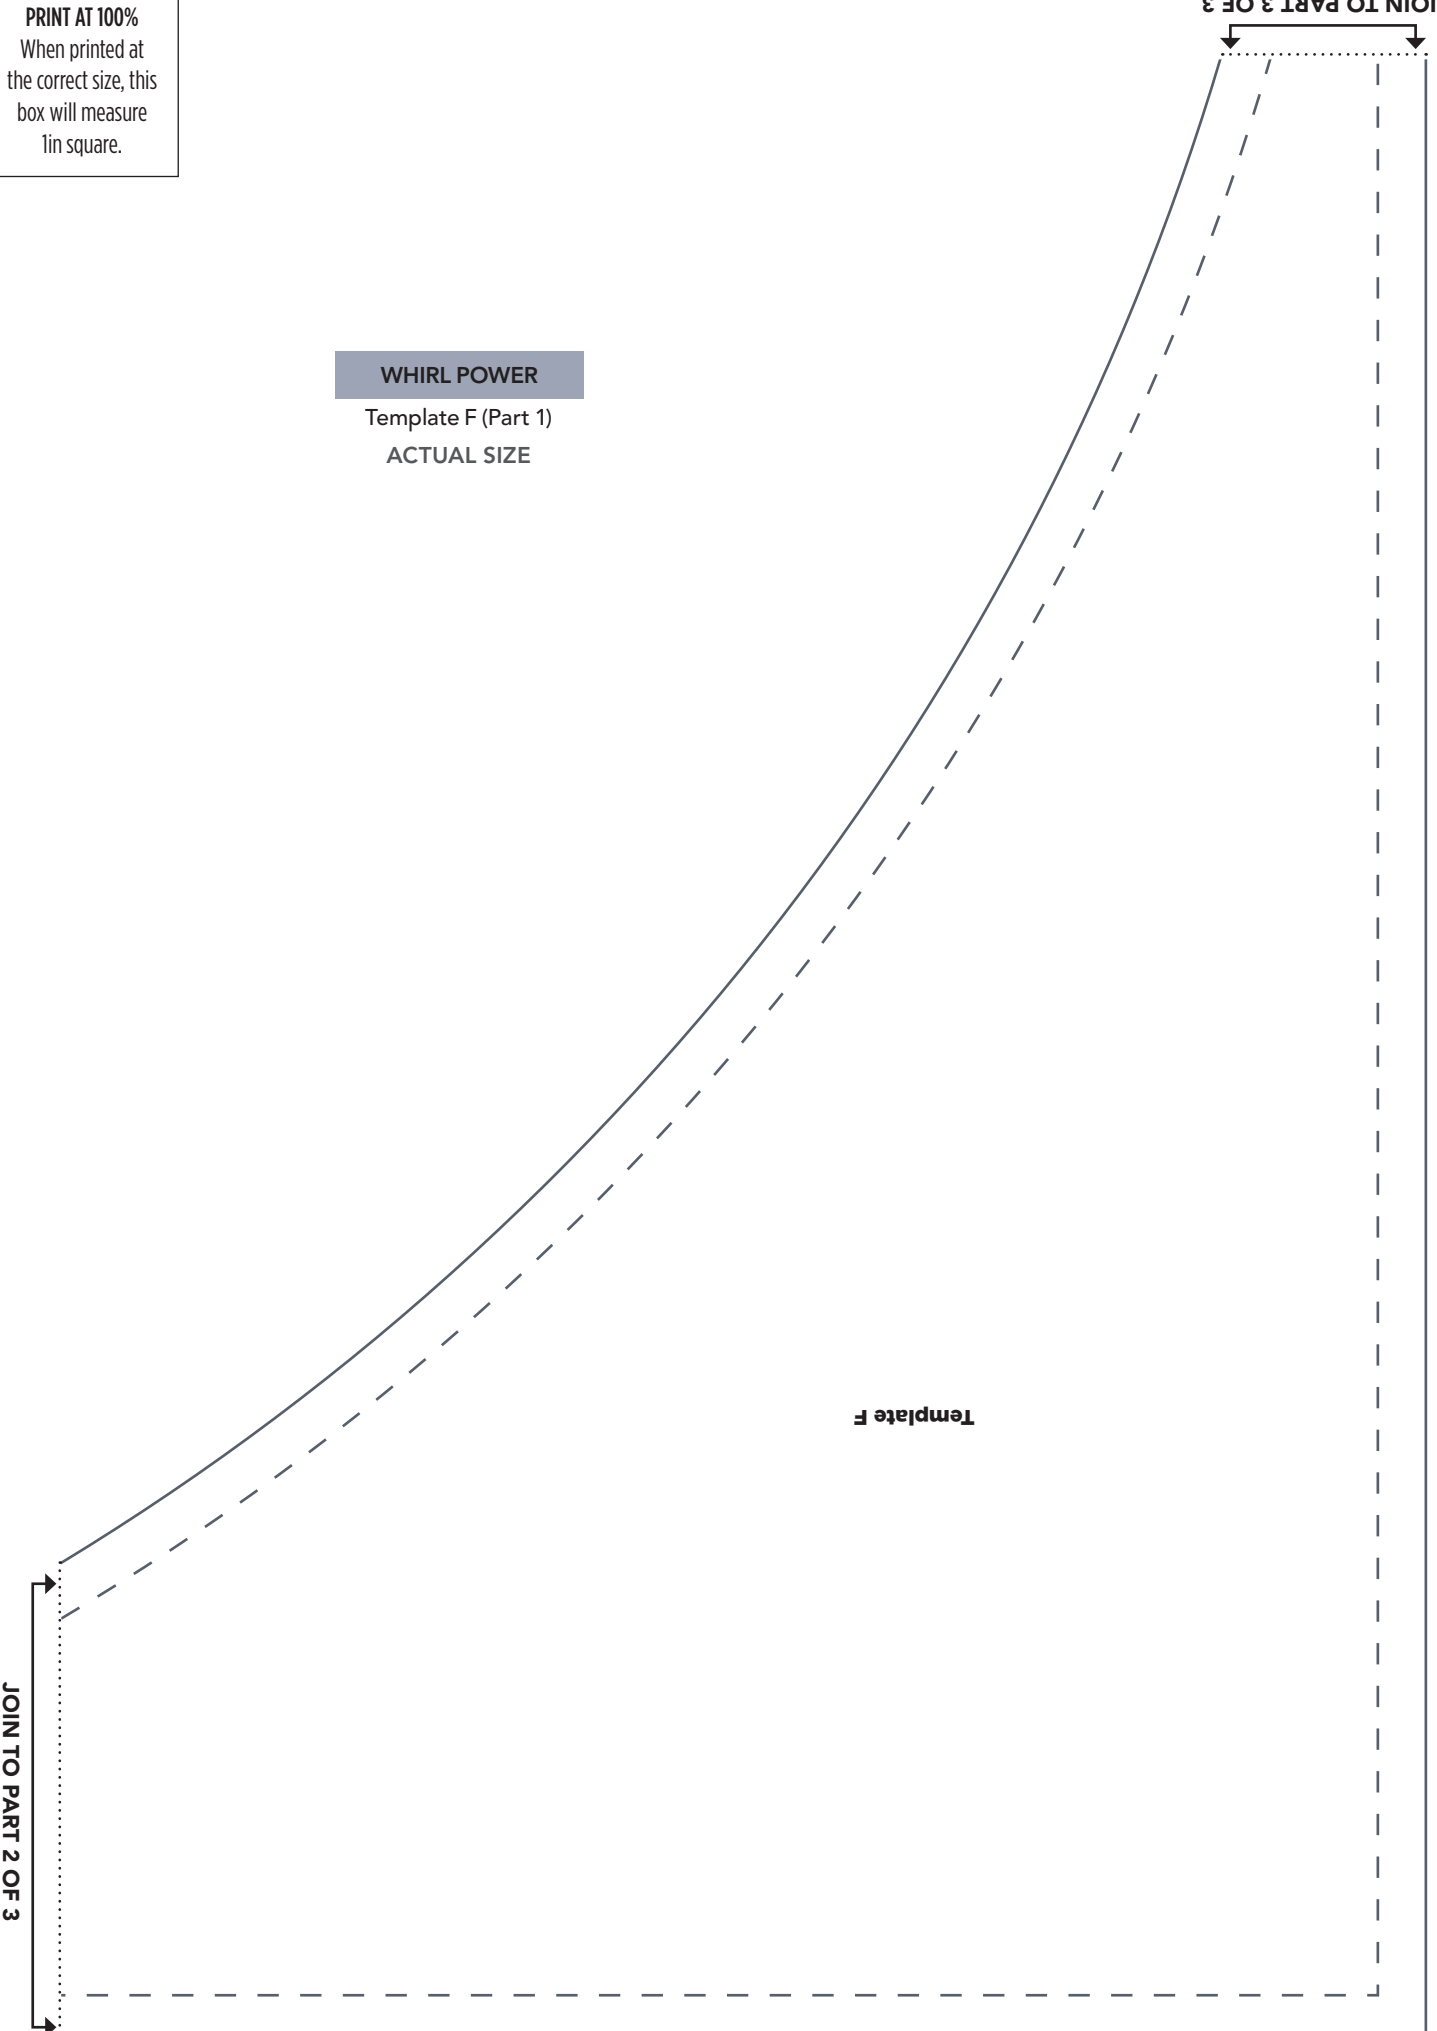 PRINT AT 100%
When printed at
the correct size, this
box will measure
1in square.
JOIN TO PART 3 OF 3
WHIRL POWER
Template F (Part 1)
ACTUAL SIZE
Template F
JOIN TO PART 2 OF 3